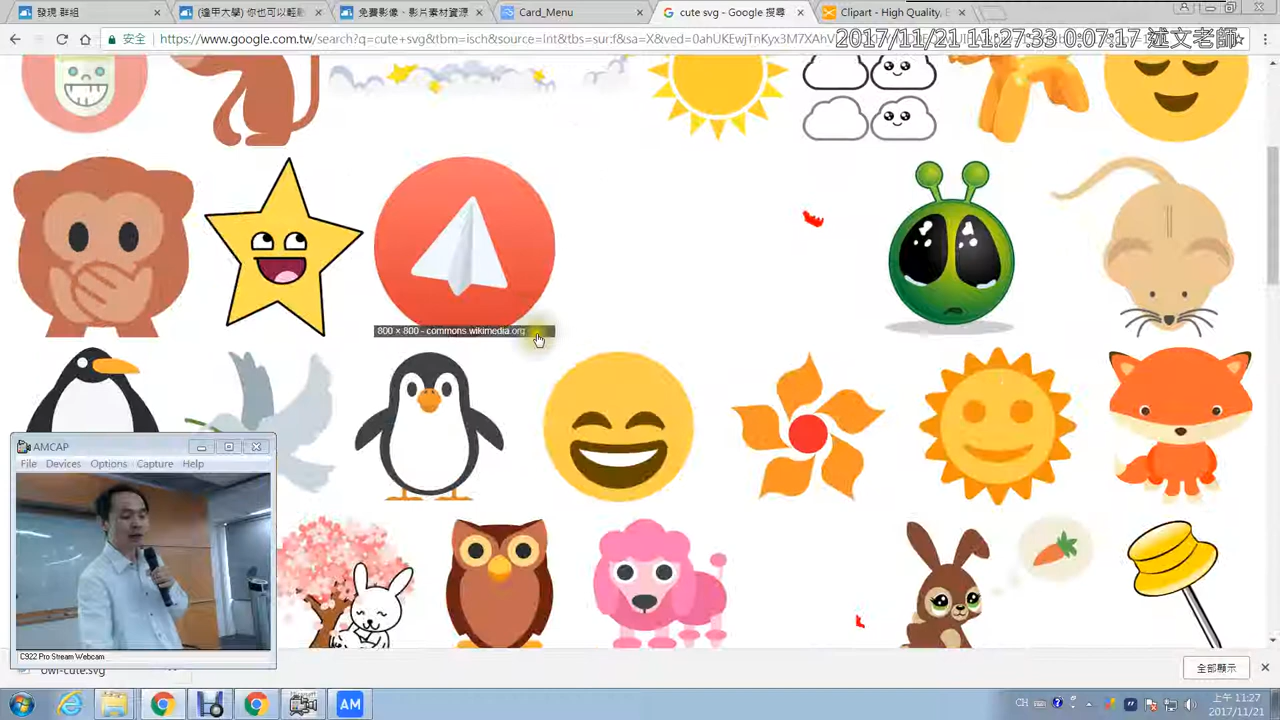 發現 群組
(逢甲大學) 你也可以輕鬆
免費影像、影片素材資源
Card_Menu
cute svg - Google 搜尋
Clipart - High Quality, E
安全
https://www.google.com.tw/search?q=cute+svg&tbm=isch&source=lnt&tbs=sur:f&sa=X&ved=0ahUKEwjTnKyx3M7XAhV
2017/11/21 11:27:33 0:07:17 述文老師
800 × 800 - commons.wikimedia.org
AMCAP
File Devices Options Capture Help
C922 Pro Stream Webcam
owl-cute.svg
全部顯示
AM
CH
上午 11:27
2017/11/21